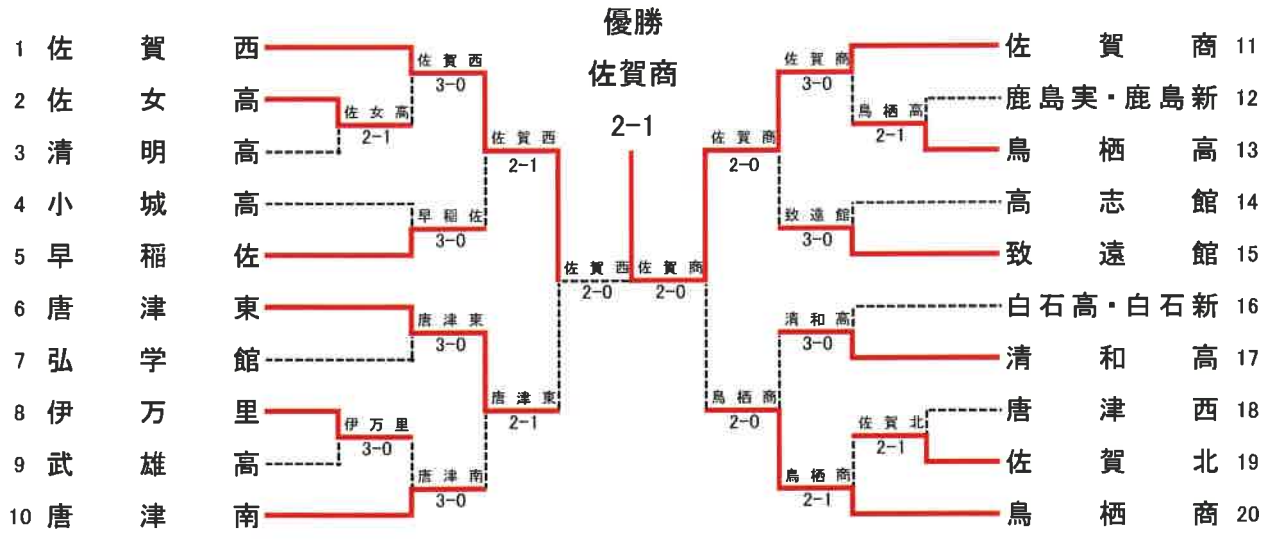 優勝
佐賀商
2-1
1 佐賀西
2 佐女高
3 清明高
4 小城高
5 早稲佐
6 唐津東
7 弘学館
8 伊万里
9 武雄高
10 唐津南
佐賀西
3-0
佐女高
2-1
佐賀西
2-1
早稲佐
3-0
唐津東
3-0
唐津東
2-1
伊万里
3-0
唐津南
3-0
佐賀西
2-0
佐賀商
2-0
佐賀商
3-0
鳥栖高
2-1
佐賀商
2-0
致遠館
3-0
清和高
3-0
鳥栖商
2-0
佐賀北
2-1
鳥栖商
2-1
佐賀商 11
鹿島実・鹿島新 12
鳥栖高 13
高志館 14
致遠館 15
白石高・白石新 16
清和高 17
唐津西 18
佐賀北 19
鳥栖商 20